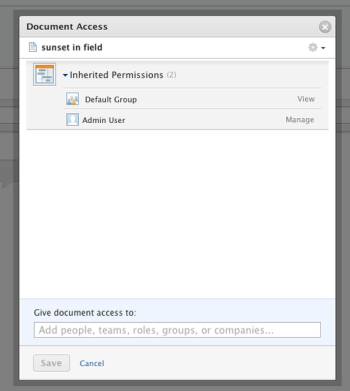 Document Access
sunset in field
Inherited Permissions (2)
Default Group View
Admin User Manage
Give document access to:
Add people, teams, roles, groups, or companies...
Save Cancel